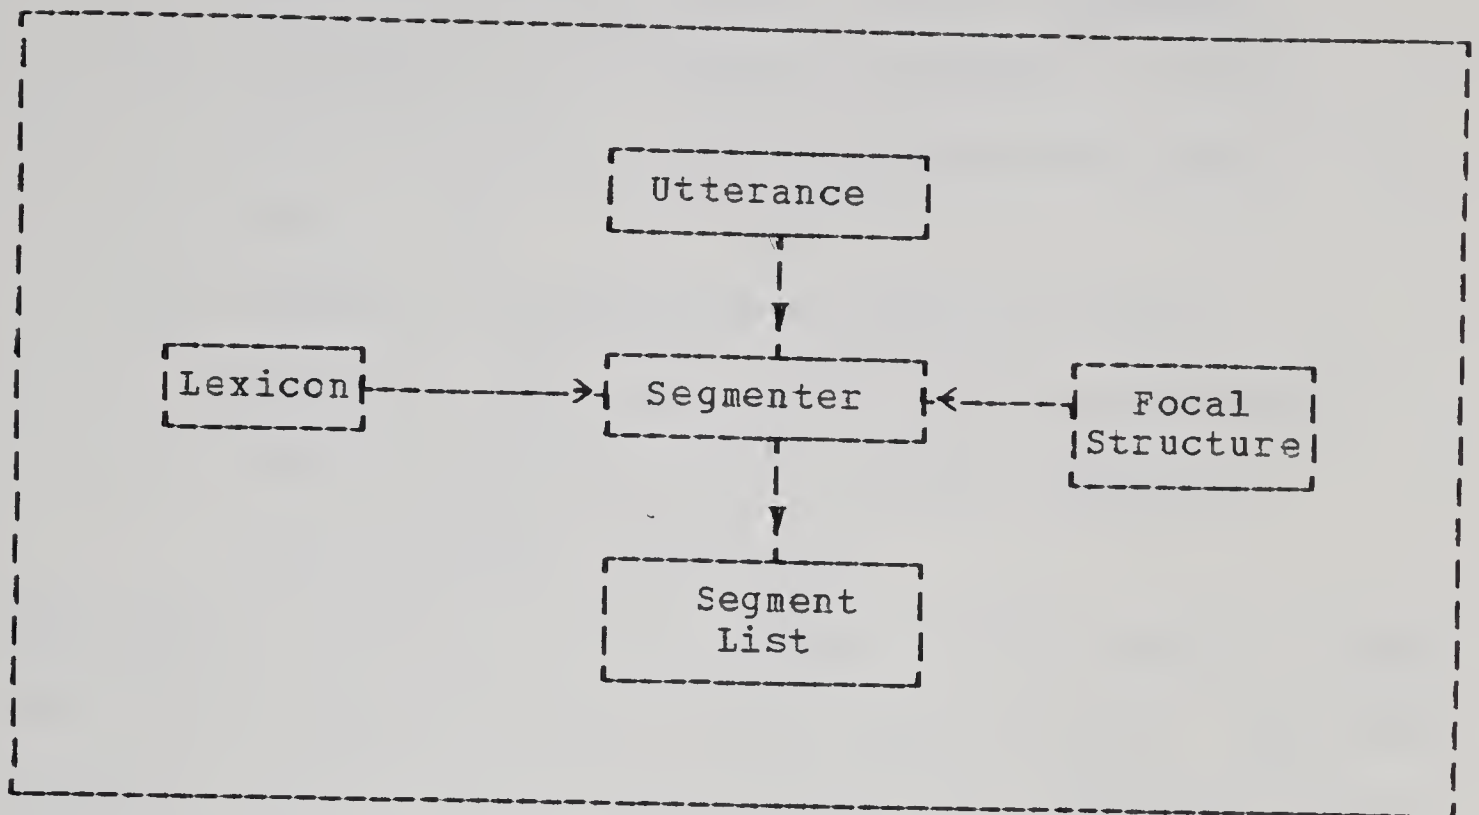 Utterance
Lexicon
Segmenter
Focal
Structure
Segment
List